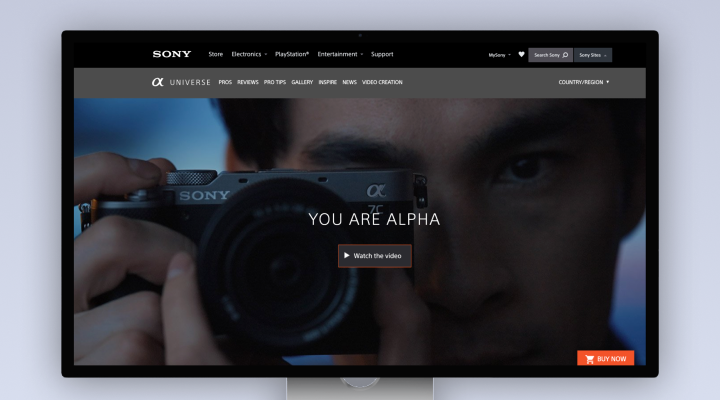 SONY Store Electronics PlayStation® Entertainment Support MySony Search Sony Sony Sites
α UNIVERSE PROS REVIEWS PRO TIPS GALLERY INSPIRE NEWS VIDEO CREATION COUNTRY/REGION
SONY α
7C
YOU ARE ALPHA
Watch the video
BUY NOW